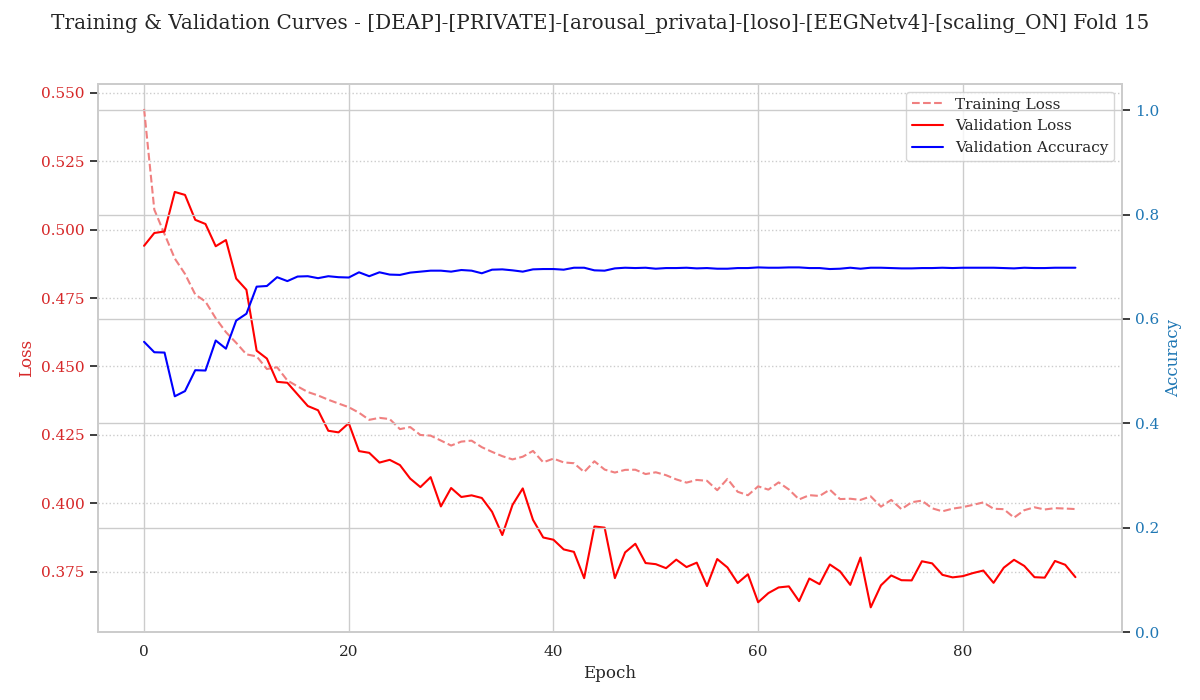 Training & Validation Curves - [DEAP]-[PRIVATE]-[arousal_privata]-[loso]-[EEGNetv4]-[scaling_ON] Fold 15
Training Loss
Validation Loss
Validation Accuracy
0.550
0.525
0.500
0.475
0.450
0.425
0.400
0.375
Loss
1.0
0.8
0.6
0.4
0.2
0.0
Accuracy
0
20
40
60
80
Epoch